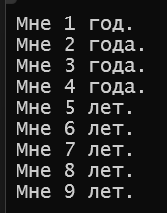 Мне 1 год.
Мне 2 года.
Мне 3 года.
Мне 4 года.
Мне 5 лет.
Мне 6 лет.
Мне 7 лет.
Мне 8 лет.
Мне 9 лет.